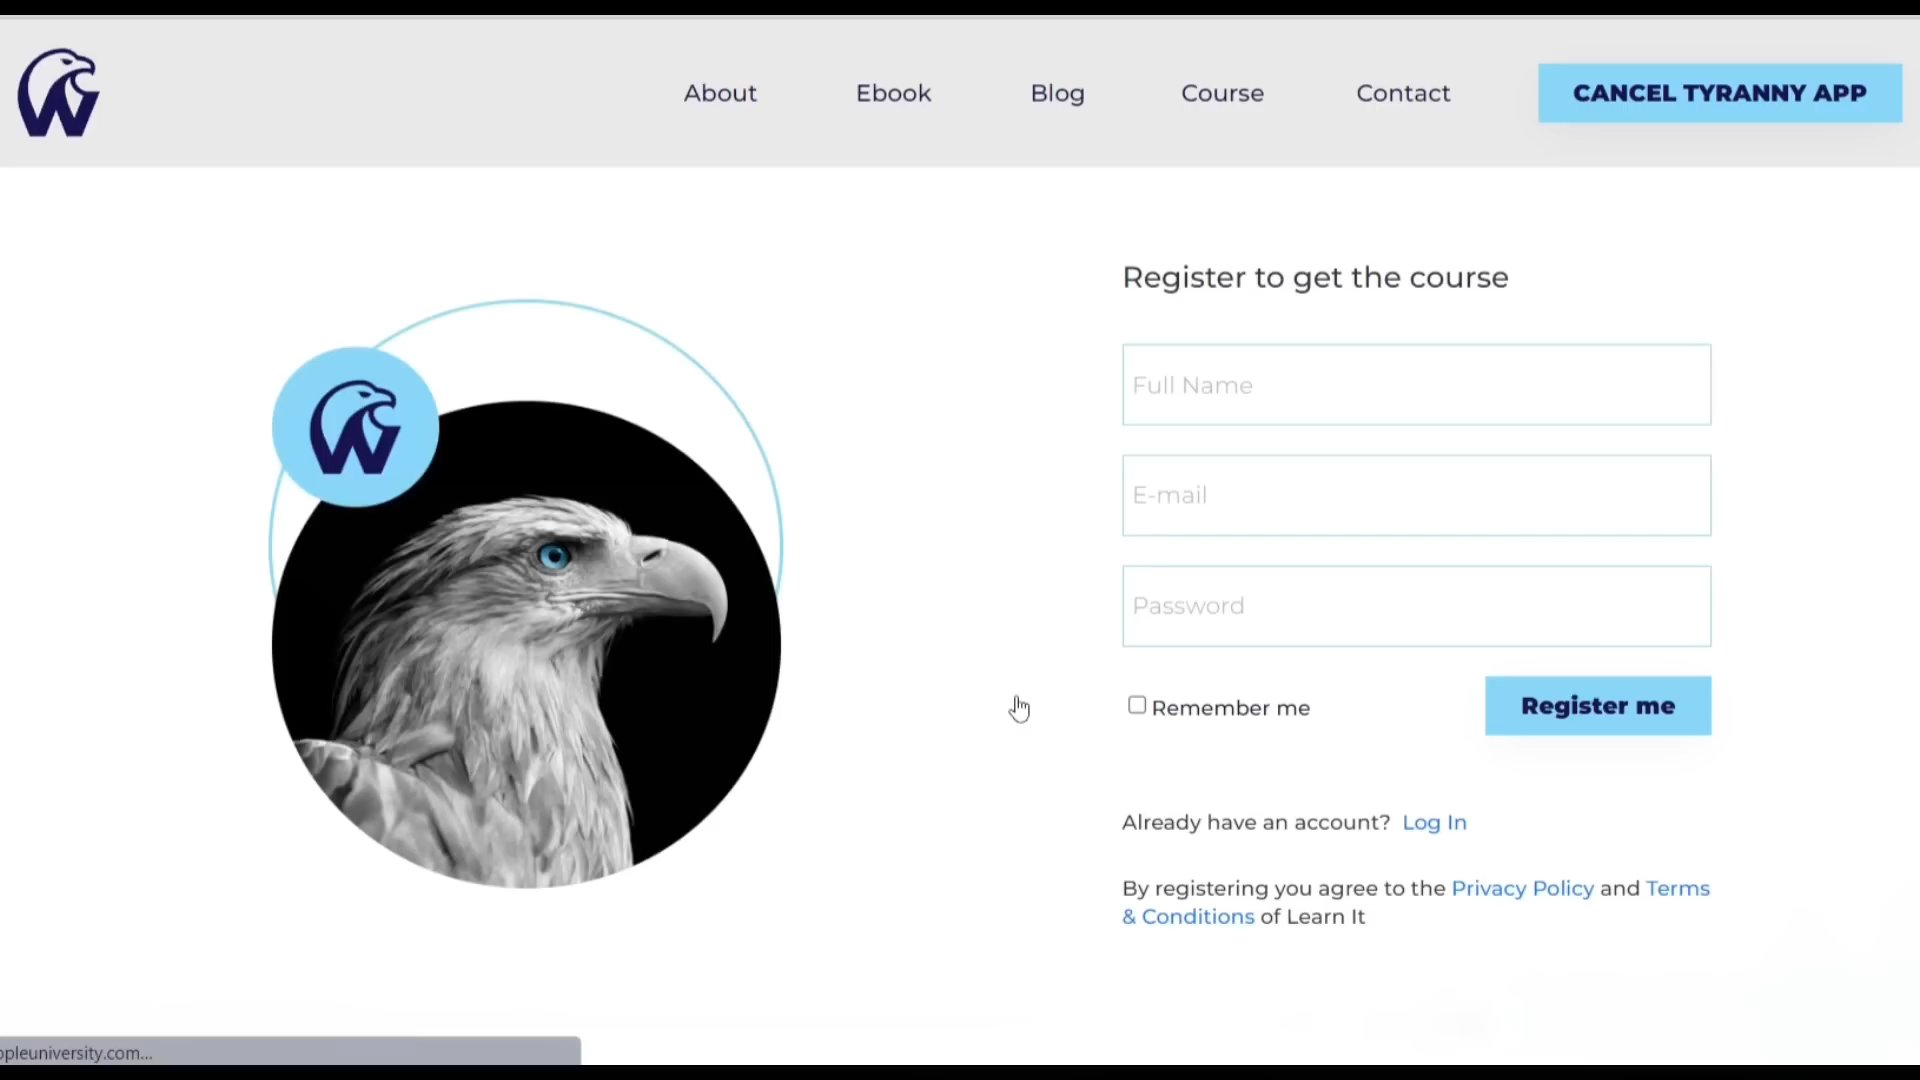 About
Ebook
Blog
Course
Contact
CANCEL TYRANNY APP
Register to get the course
Full Name
E-mail
Password
Remember me
Register me
Already have an account? Log In
By registering you agree to the Privacy Policy and Terms
& Conditions of Learn It
opleuniversity.com...